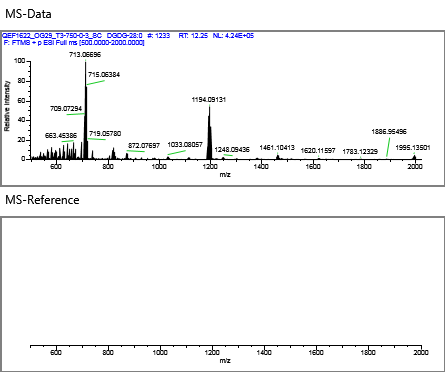 MS-Data
QEF1622_OG29_T3-750-0-3_8C DGDG-28:0 #: 1233 RT: 12.25 NL: 4.24E+05
F: FTMS + p ESI Full ms [500.0000-2000.0000]
713.06696
100
715.06384
80
1194.09131
60
709.07294
Relative Intensity
40
663.45386
719.05780
1886.95496
20
872.07697
1033.08057
1248.09436
1461.10413
1620.11597
1783.12329
1995.13501
0
600 800 1000 1200 1400 1600 1800 2000
m/z
MS-Reference
600 800 1000 1200 1400 1600 1800 2000
m/z